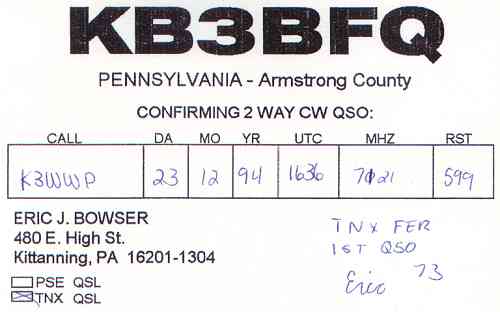 KB3BFQ
PENNSYLVANIA - Armstrong County
CONFIRMING 2 WAY CW QSO:
CALL DA MO YR UTC MHZ RST
K3WWP 23 12 94 1636 7021 599
ERIC J. BOWSER
480 E. High St.
Kittanning, PA 16201-1304
PSE QSL
TNX QSL
TNX FER
1ST QSO
Eric 73